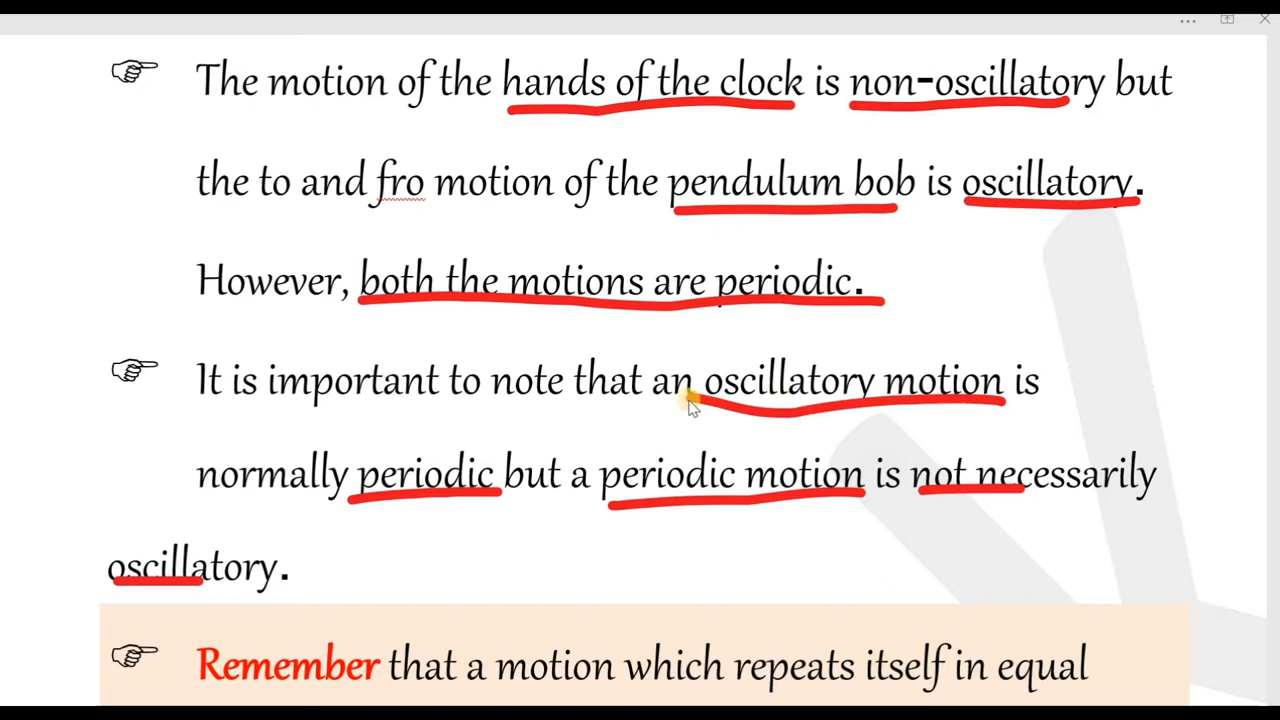 The motion of the hands of the clock is non-oscillatory but
the to and fro motion of the pendulum bob is oscillatory.
However, both the motions are periodic.
It is important to note that an oscillatory motion is
normally periodic but a periodic motion is not necessarily
oscillatory.
Remember that a motion which repeats itself in equal